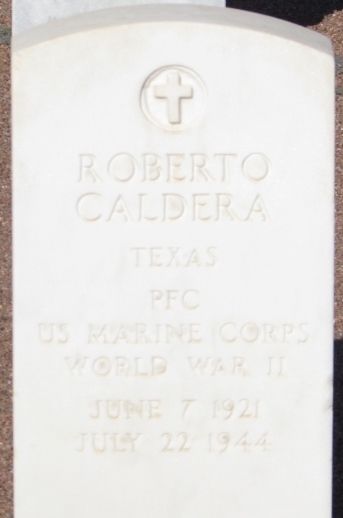 ROBERTO
CALDERA
TEXAS
PFC
US MARINE CORPS
WORLD WAR II
JUNE 7 1921
JULY 22 1944